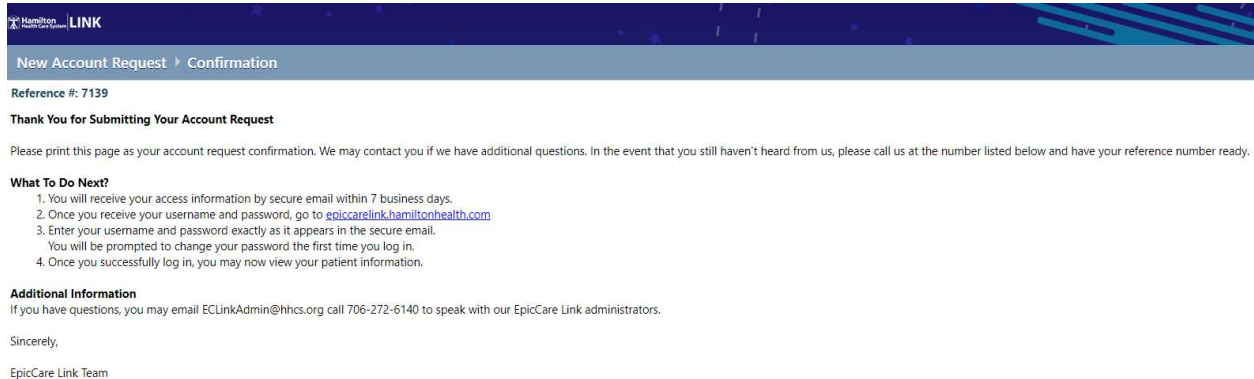 Hamilton
Health Care System
LINK
New Account Request Confirmation
Reference #: 7139
Thank You for Submitting Your Account Request
Please print this page as your account request confirmation. We may contact you if we have additional questions. In the event that you still haven't heard from us, please call us at the number listed below and have your reference number ready.
What To Do Next?
1. You will receive your access information by secure email within 7 business days.
2. Once you receive your username and password, go to epiccarelink.hamiltonhealth.com
3. Enter your username and password exactly as it appears in the secure email.
You will be prompted to change your password the first time you log in.
4. Once you successfully log in, you may now view your patient information.
Additional Information
If you have questions, you may email ECLinkAdmin@hhcs.org call 706-272-6140 to speak with our EpicCare Link administrators.
Sincerely,
EpicCare Link Team